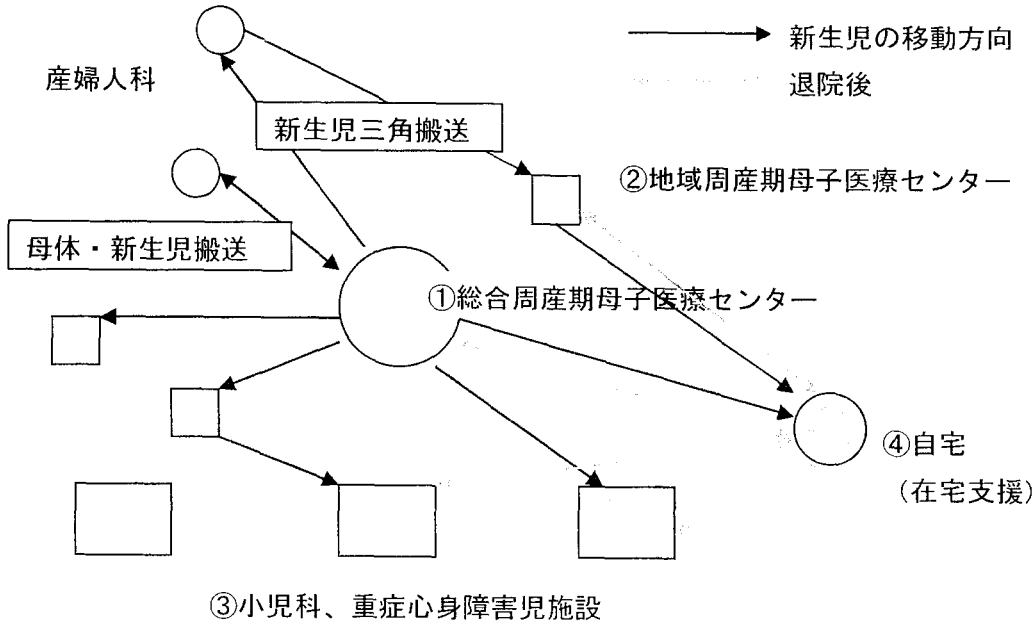 新生児の移動方向
産婦人科
退院後
新生児三角搬送
②地域周産期母子医療センター
母体・新生児搬送
①総合周産期母子医療センター
④自宅
（在宅支援）
③小児科、重症心身障害児施設